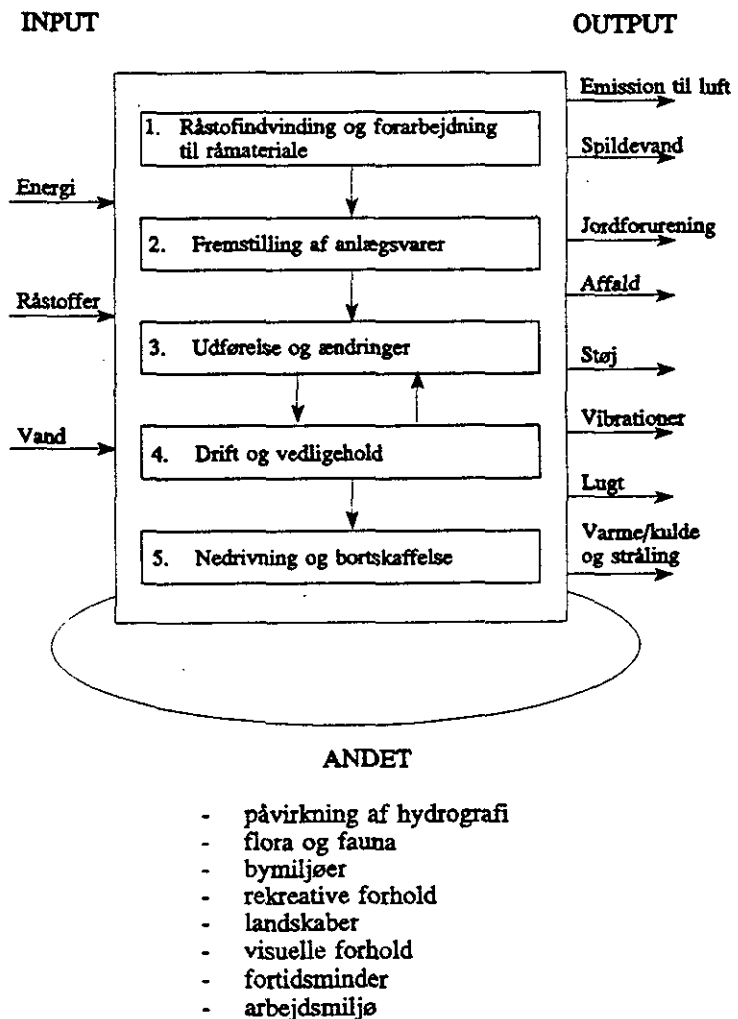 INPUT
OUTPUT
Emission til luft
1. Råstofindvinding og forarbejdning
til råmateriale
Spildevand
Energi
2. Fremstilling af anlægsvarer
Jordforurening
Råstoffer
Affald
3. Udførelse og ændringer
Støj
Vand
Vibrationer
4. Drift og vedligehold
Lugt
Varme/kulde
og stråling
5. Nedrivning og bortskaffelse
ANDET
- påvirkning af hydrografi
- flora og fauna
- bymiljøer
- rekreative forhold
- landskaber
- visuelle forhold
- fortidsminder
- arbejdsmiljø